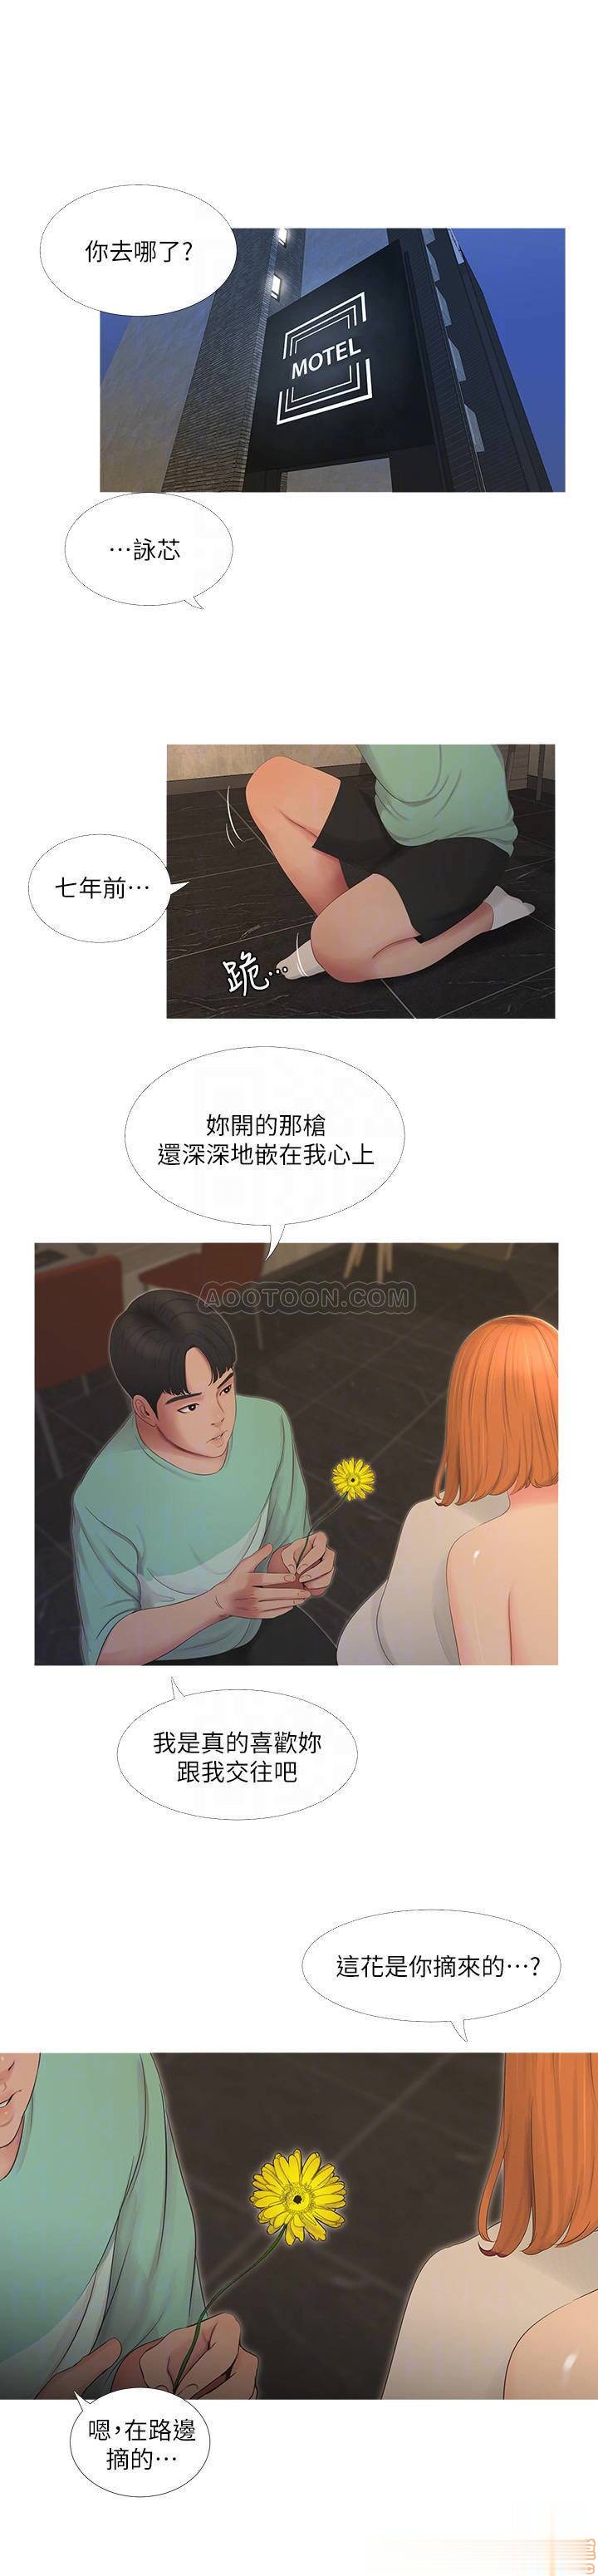 你去哪了?
MOTEL
…詠芯
七年前…
跪…
妳開的那槍
還深深地嵌在我心上
AOOTOON.COM
我是真的喜歡妳
跟我交往吧
這花是你摘來的…?
嗯，在路邊
摘的…